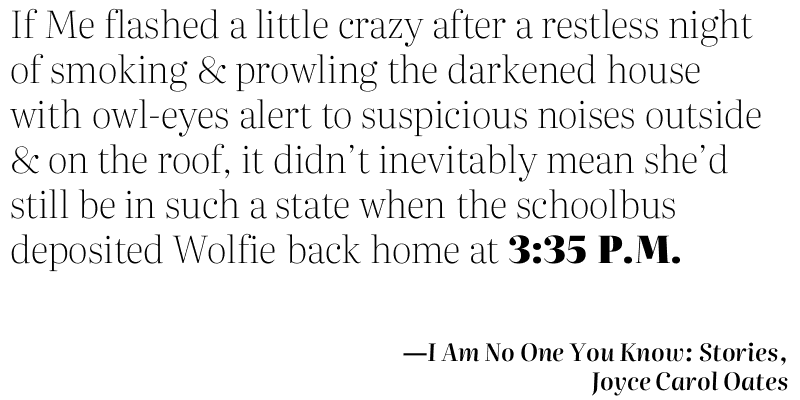 If Me flashed a little crazy after a restless night
of smoking & prowling the darkened house
with owl-eyes alert to suspicious noises outside
& on the roof, it didn’t inevitably mean she’d
still be in such a state when the schoolbus
deposited Wolfie back home at 3:35 P.M.
—I Am No One You Know: Stories,
Joyce Carol Oates